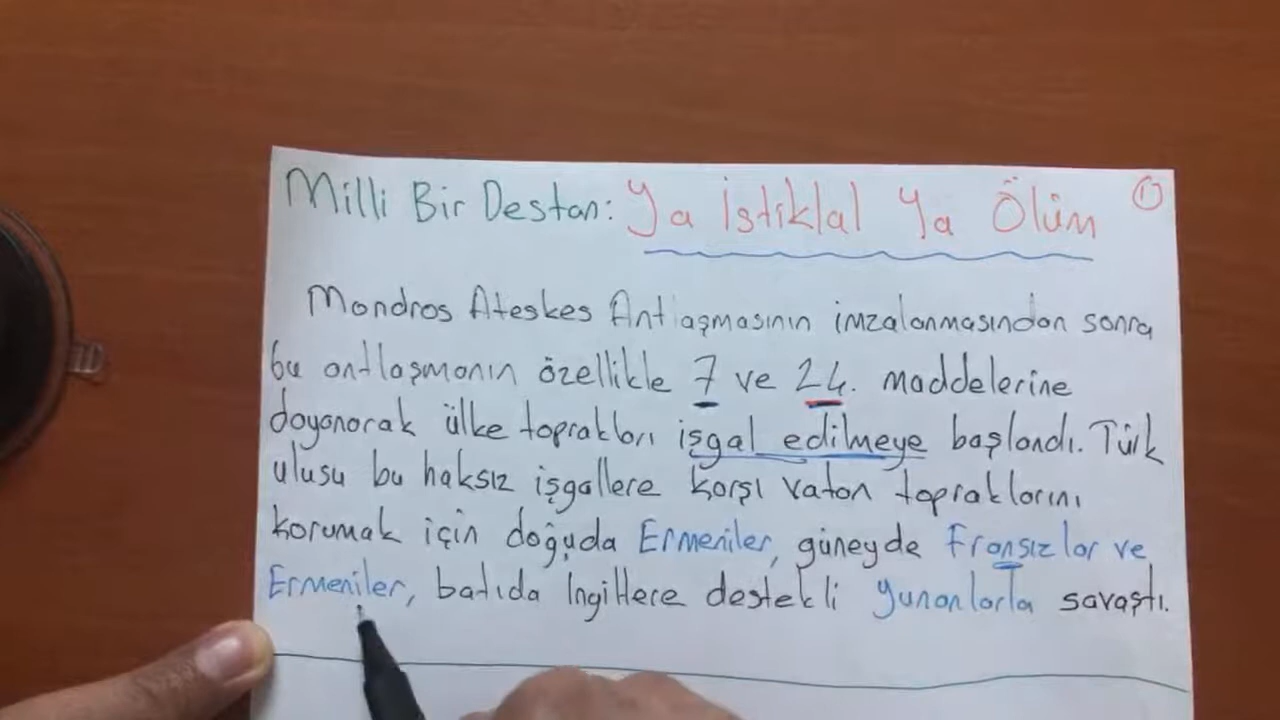 Milli Bir Destan: Ya İstiklal Ya Ölüm 1
Mondros Ateskes Antlaşmasının imzalanmasından sonra
bu antlaşmanın özellikle 7 ve 24. maddelerine
dayanarak ülke toprakları işgal edilmeye başlandı. Türk
ulusu bu haksız işgallere karşı vatan topraklarını
korumak için doğuda Ermeniler, güneyde Fransızlar ve
Ermeniler, batıda İngiltere destekli Yunanlarla savaştı.